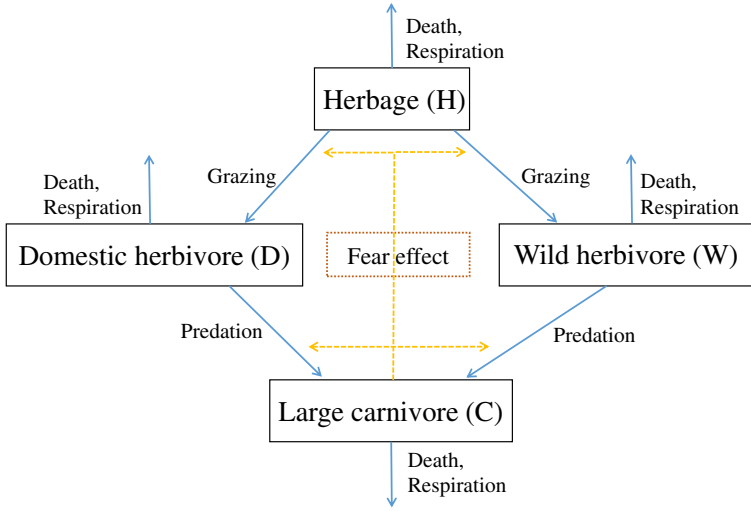 Death,
Respiration
Herbage (H)
Grazing
Grazing
Death,
Respiration
Death,
Respiration
Domestic herbivore (D)
Fear effect
Wild herbivore (W)
Predation
Predation
Large carnivore (C)
Death,
Respiration